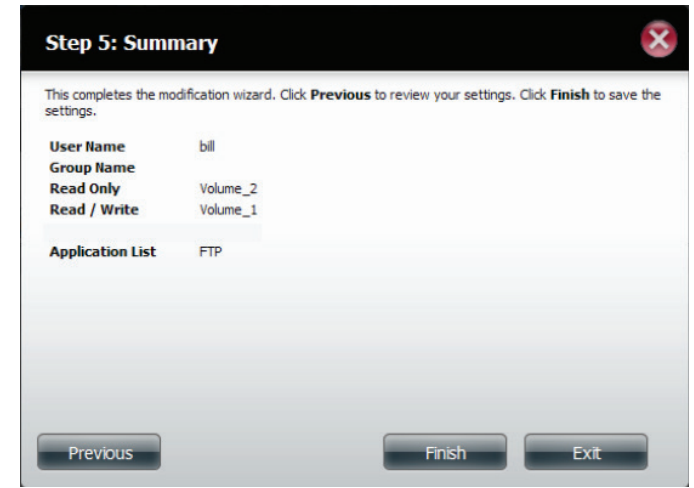 Step 5: Summary
This completes the modification wizard. Click Previous to review your settings. Click Finish to save the
settings.
User Name bill
Group Name
Read Only Volume_2
Read / Write Volume_1
Application List FTP
Previous Finish Exit